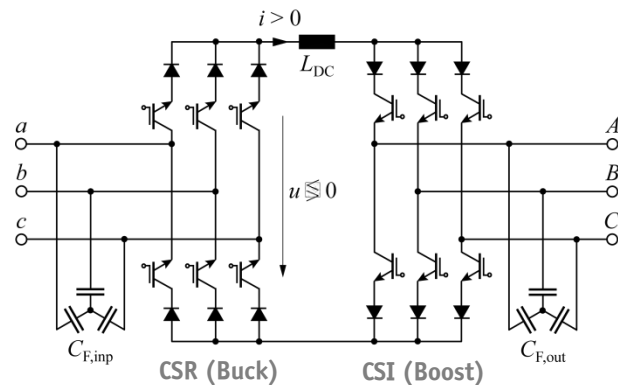 i > 0
L_DC
a
b
c
u ⋚ 0
A
B
C
C_F,inp
C_F,out
CSR (Buck)
CSI (Boost)